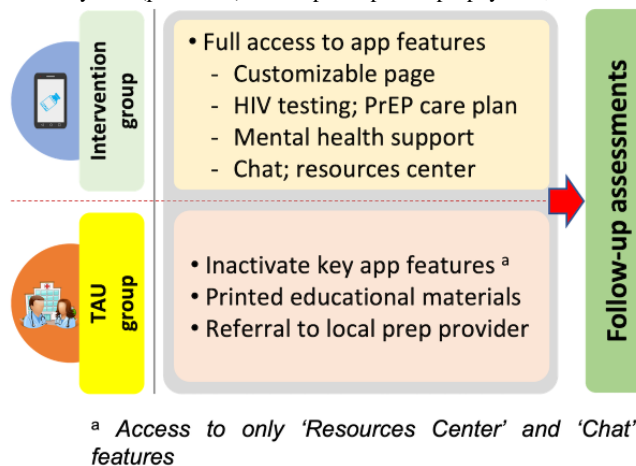 Intervention
group
• Full access to app features
- Customizable page
- HIV testing; PrEP care plan
- Mental health support
- Chat; resources center
TAU
group
• Inactivate key app features ᵃ
• Printed educational materials
• Referral to local prep provider
Follow-up assessments
ᵃ Access to only ‘Resources Center’ and ‘Chat’
features